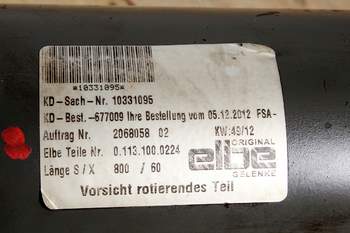 *10331095*
KD-Sach-Nr. 10331095
KD-Best.-677009 Ihre Bestellung vom 05.12.2012 FSA-
Auftrag Nr. 2068058 02 KW:49/12
Elbe Teile Nr. 0.113.100.0224 ORIGINAL
elbe
Länge S/X 800 / 60 GELENKE
Vorsicht rotierendes Teil